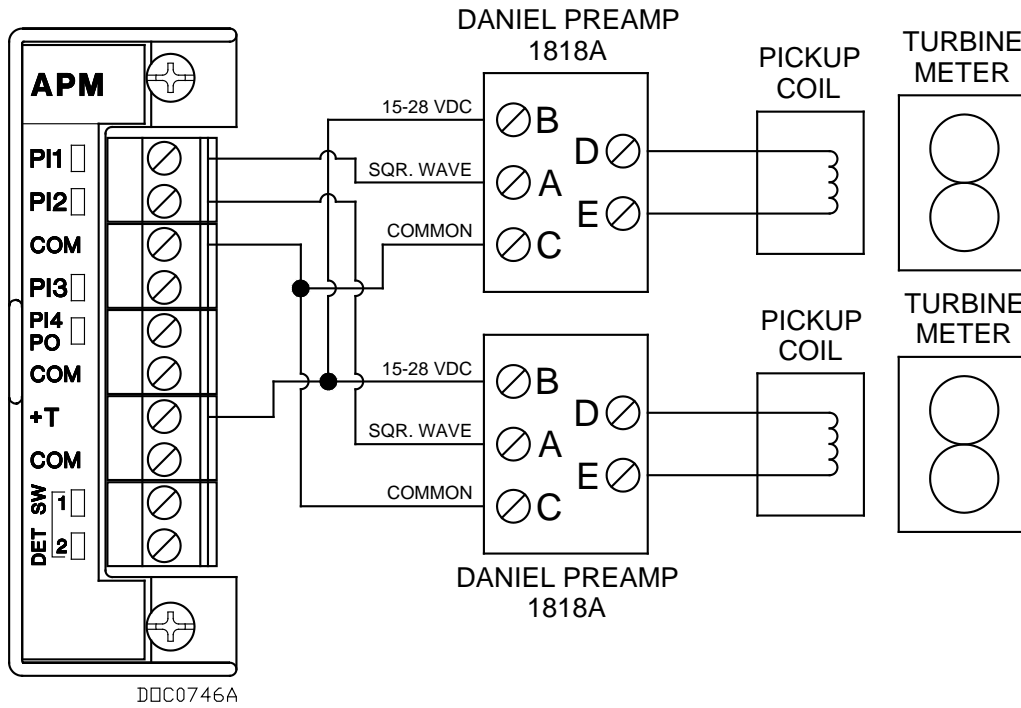 APM
PI1
PI2
COM
PI3
PI4
PO
COM
+T
COM
DET SW
1
2
DANIEL PREAMP
1818A
15-28 VDC
SQR. WAVE
COMMON
B
A
C
D
E
PICKUP
COIL
TURBINE
METER
15-28 VDC
SQR. WAVE
COMMON
B
A
C
D
E
DANIEL PREAMP
1818A
PICKUP
COIL
TURBINE
METER
DOC0746A